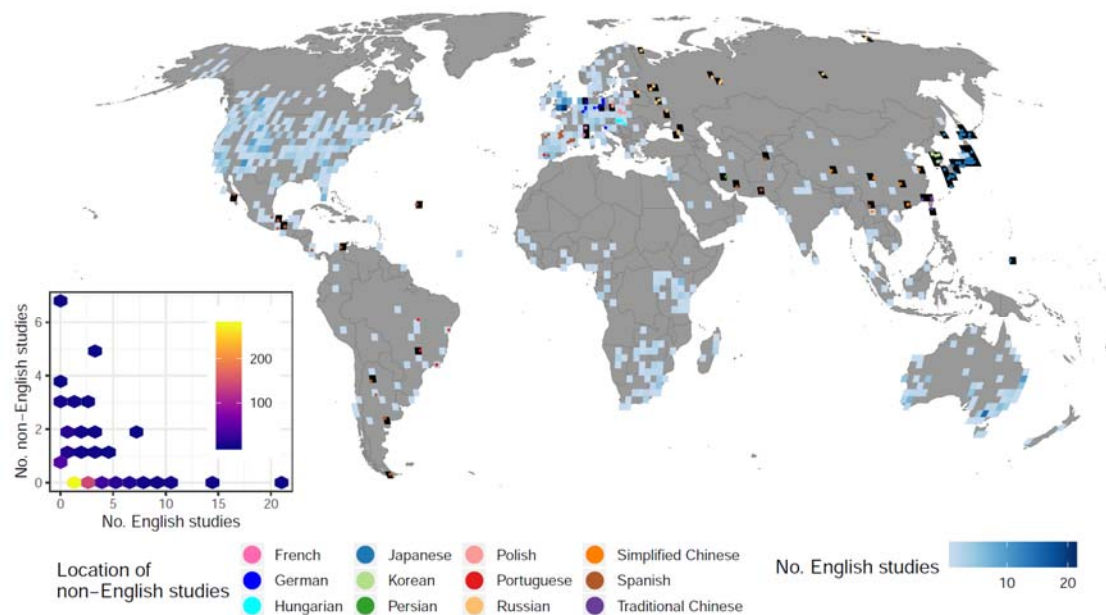 6
4
2
0
200
100
No. non-English studies
0 5 10 15 20
No. English studies
Location of
non-English studies
French
German
Hungarian
Japanese
Korean
Persian
Polish
Portuguese
Russian
Simplified Chinese
Spanish
Traditional Chinese
No. English studies
10 20